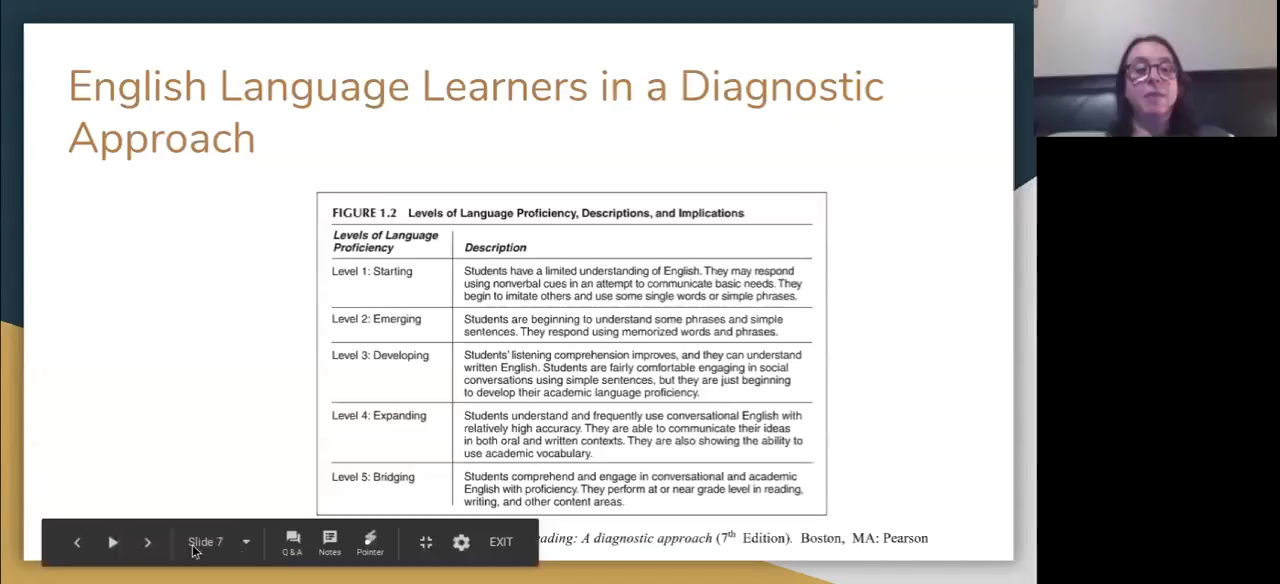 English Language Learners in a Diagnostic
Approach
FIGURE 1.2 Levels of Language Proficiency, Descriptions, and Implications
Levels of Language
Proficiency
Description
Level 1: Starting
Students have a limited understanding of English. They may respond
using nonverbal cues in an attempt to communicate basic needs. They
begin to imitate others and use some single words or simple phrases.
Level 2: Emerging
Students are beginning to understand some phrases and simple
sentences. They respond using memorized words and phrases.
Level 3: Developing
Students' listening comprehension improves, and they can understand
written English. Students are fairly comfortable engaging in social
conversations using simple sentences, but they are just beginning
to develop their academic language proficiency.
Level 4: Expanding
Students understand and frequently use conversational English with
relatively high accuracy. They are able to communicate their ideas
in both oral and written contexts. They are also showing the ability to
use academic vocabulary.
Level 5: Bridging
Students comprehend and engage in conversational and academic
English with proficiency. They perform at or near grade level in reading,
writing, and other content areas.
Slide 7
Q & A
Notes
Pointer
EXIT
A diagnostic approach (7th Edition). Boston, MA: Pearson